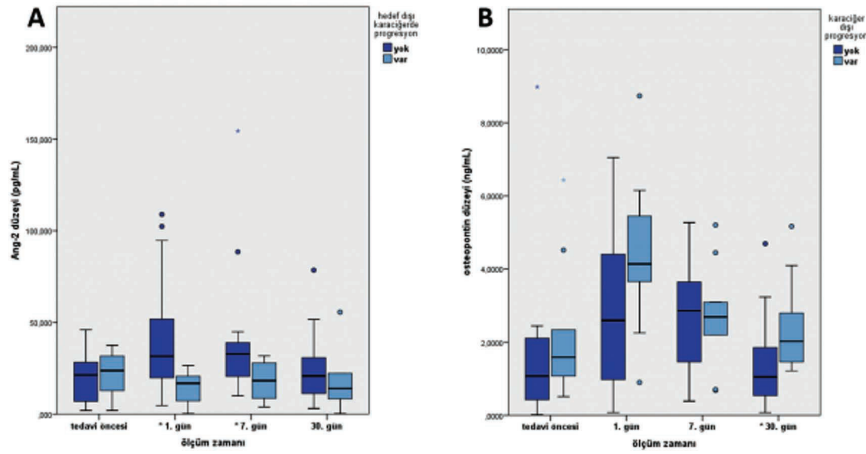 A
hedef dışı
karaciğerde
progresyon
yok
var
200,000
150,000
100,000
50,000
,000
Ang-2 düzeyi (pg/mL)
tedavi öncesi
* 1. gün
* 7. gün
30. gün
ölçüm zamanı
B
karaciğer
dışı
progresyon
yok
var
10,0000
8,0000
6,0000
4,0000
2,0000
,0000
osteopontin düzeyi (ng/mL)
tedavi öncesi
1. gün
7. gün
* 30. gün
ölçüm zamanı